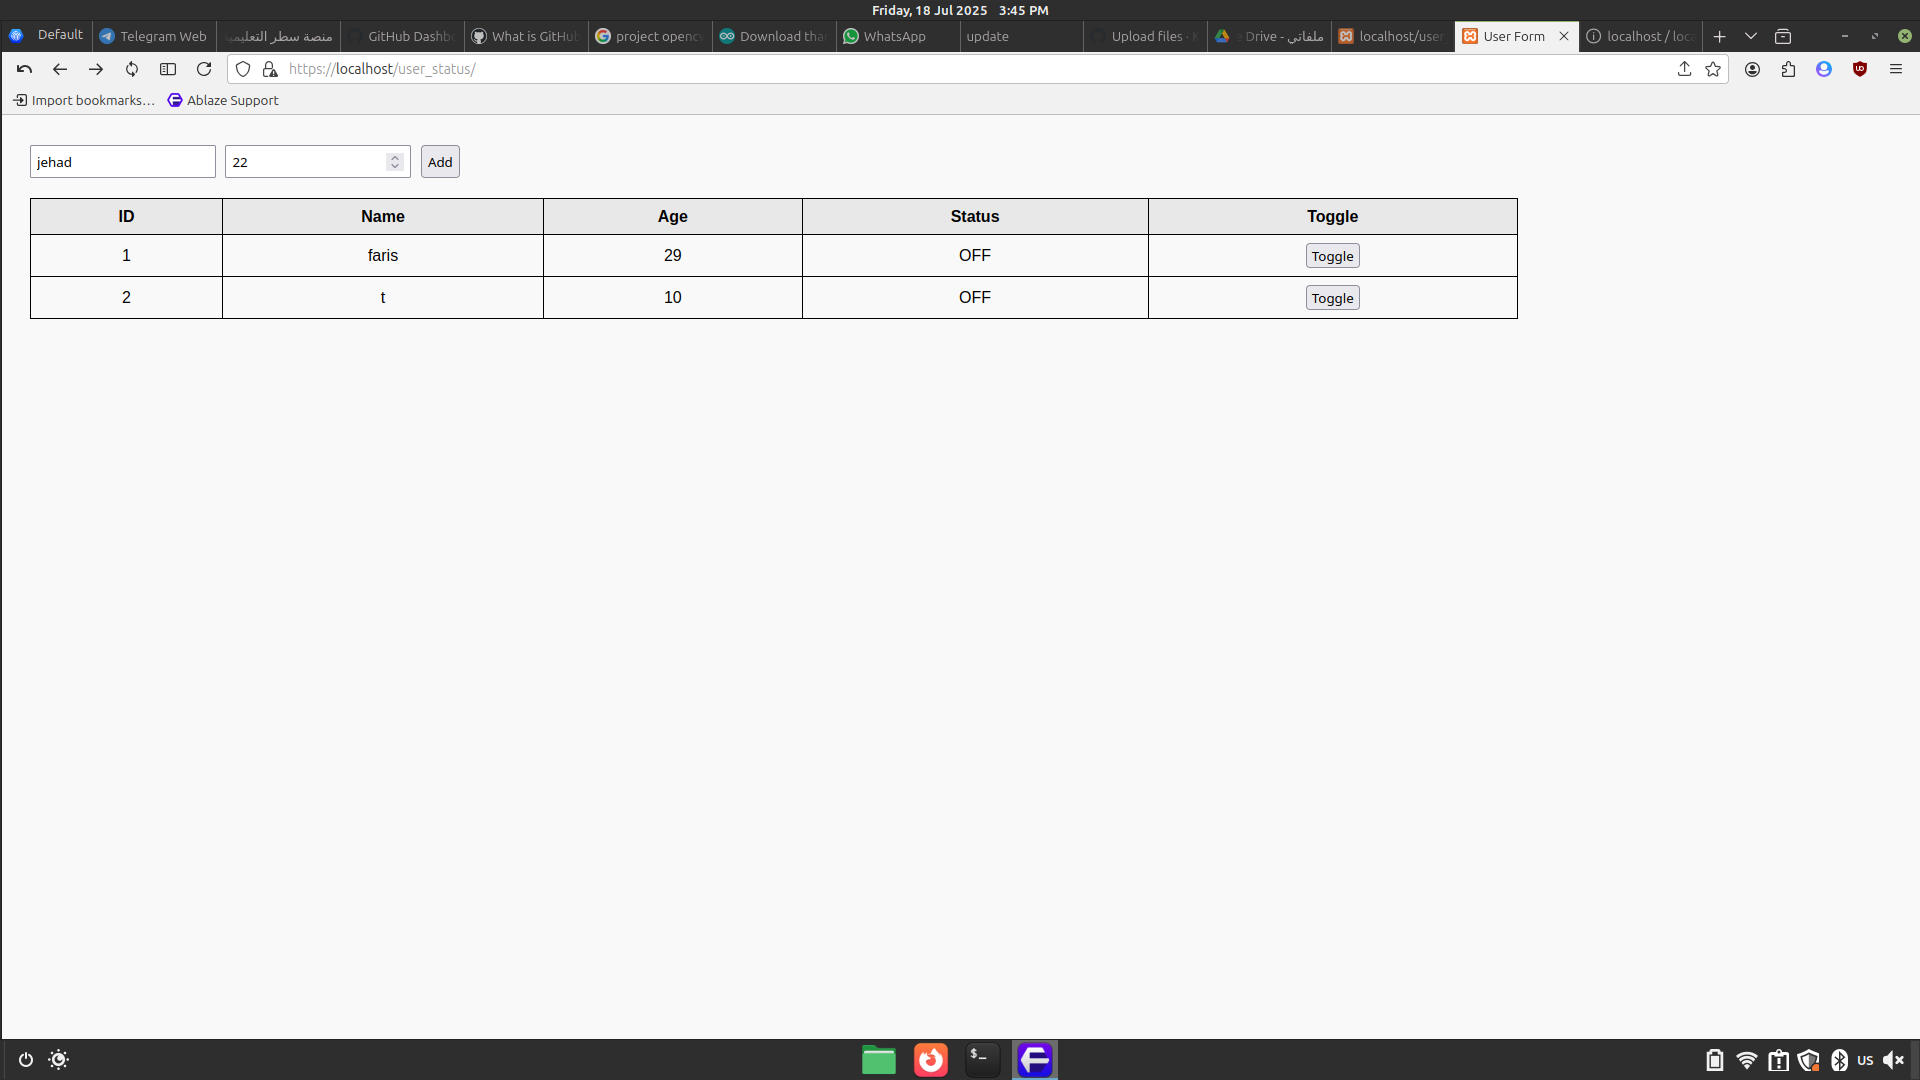 Friday, 18 Jul 2025 3:45 PM
Default Telegram Web منصة سطر التعليمية GitHub Dashb What is GitHub project openc Download tha WhatsApp update Upload files · ملفاتي - Drive localhost/user User Form localhost / loc
https://localhost/user_status/
Import bookmarks... Ablaze Support
jehad 22 Add
ID Name Age Status Toggle
1 faris 29 OFF Toggle
2 t 10 OFF Toggle
$_ US